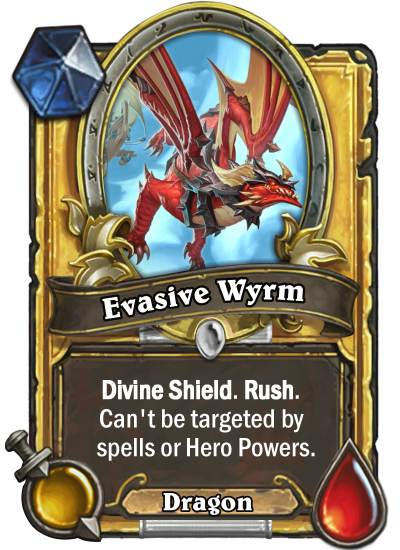 Evasive Wyrm
Divine Shield. Rush.
Can't be targeted by
spells or Hero Powers.
Dragon